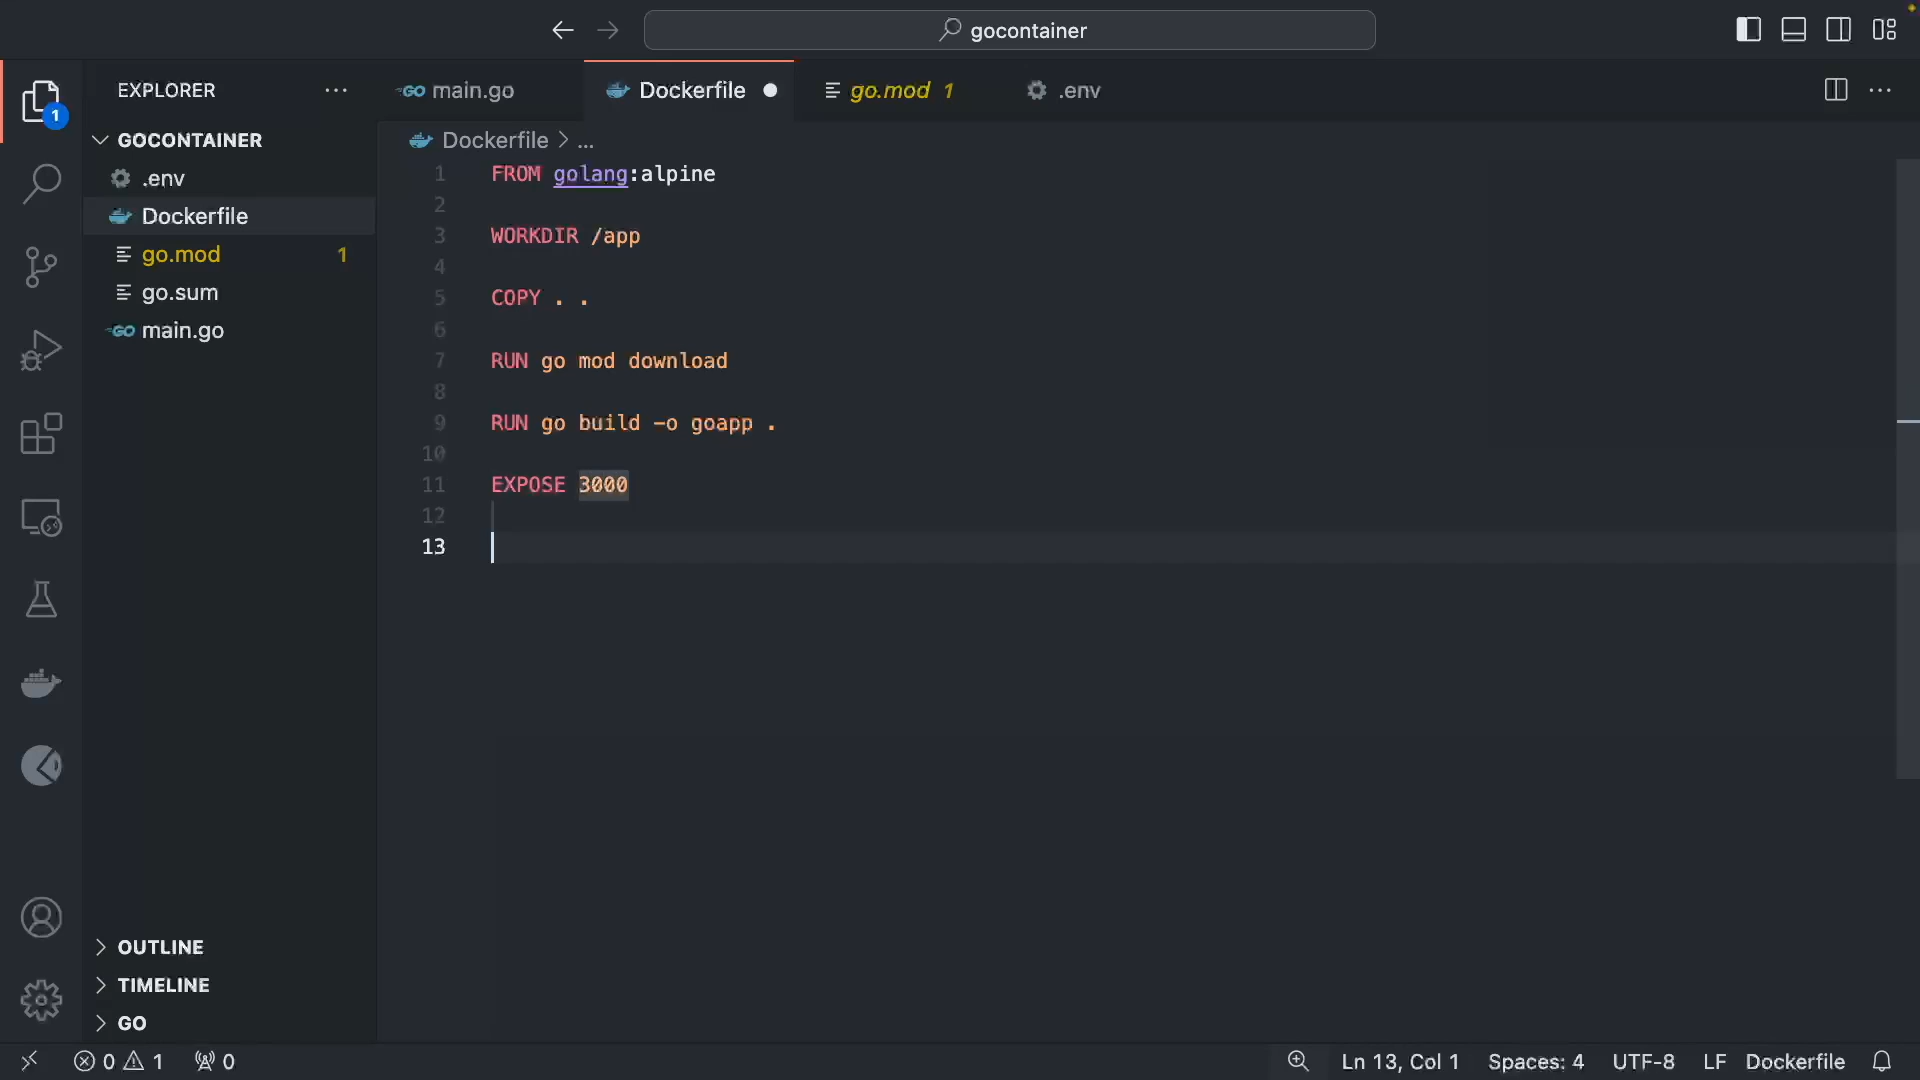 gocontainer
EXPLORER
main.go
Dockerfile
go.mod 1
.env
1
GOCONTAINER
Dockerfile > ...
.env
Dockerfile
go.mod 1
go.sum
main.go
1 FROM golang:alpine
2
3 WORKDIR /app
4
5 COPY . .
6
7 RUN go mod download
8
9 RUN go build -o goapp .
10
11 EXPOSE 3000
12
13
OUTLINE
TIMELINE
GO
0 1 0
Ln 13, Col 1 Spaces: 4 UTF-8 LF Dockerfile